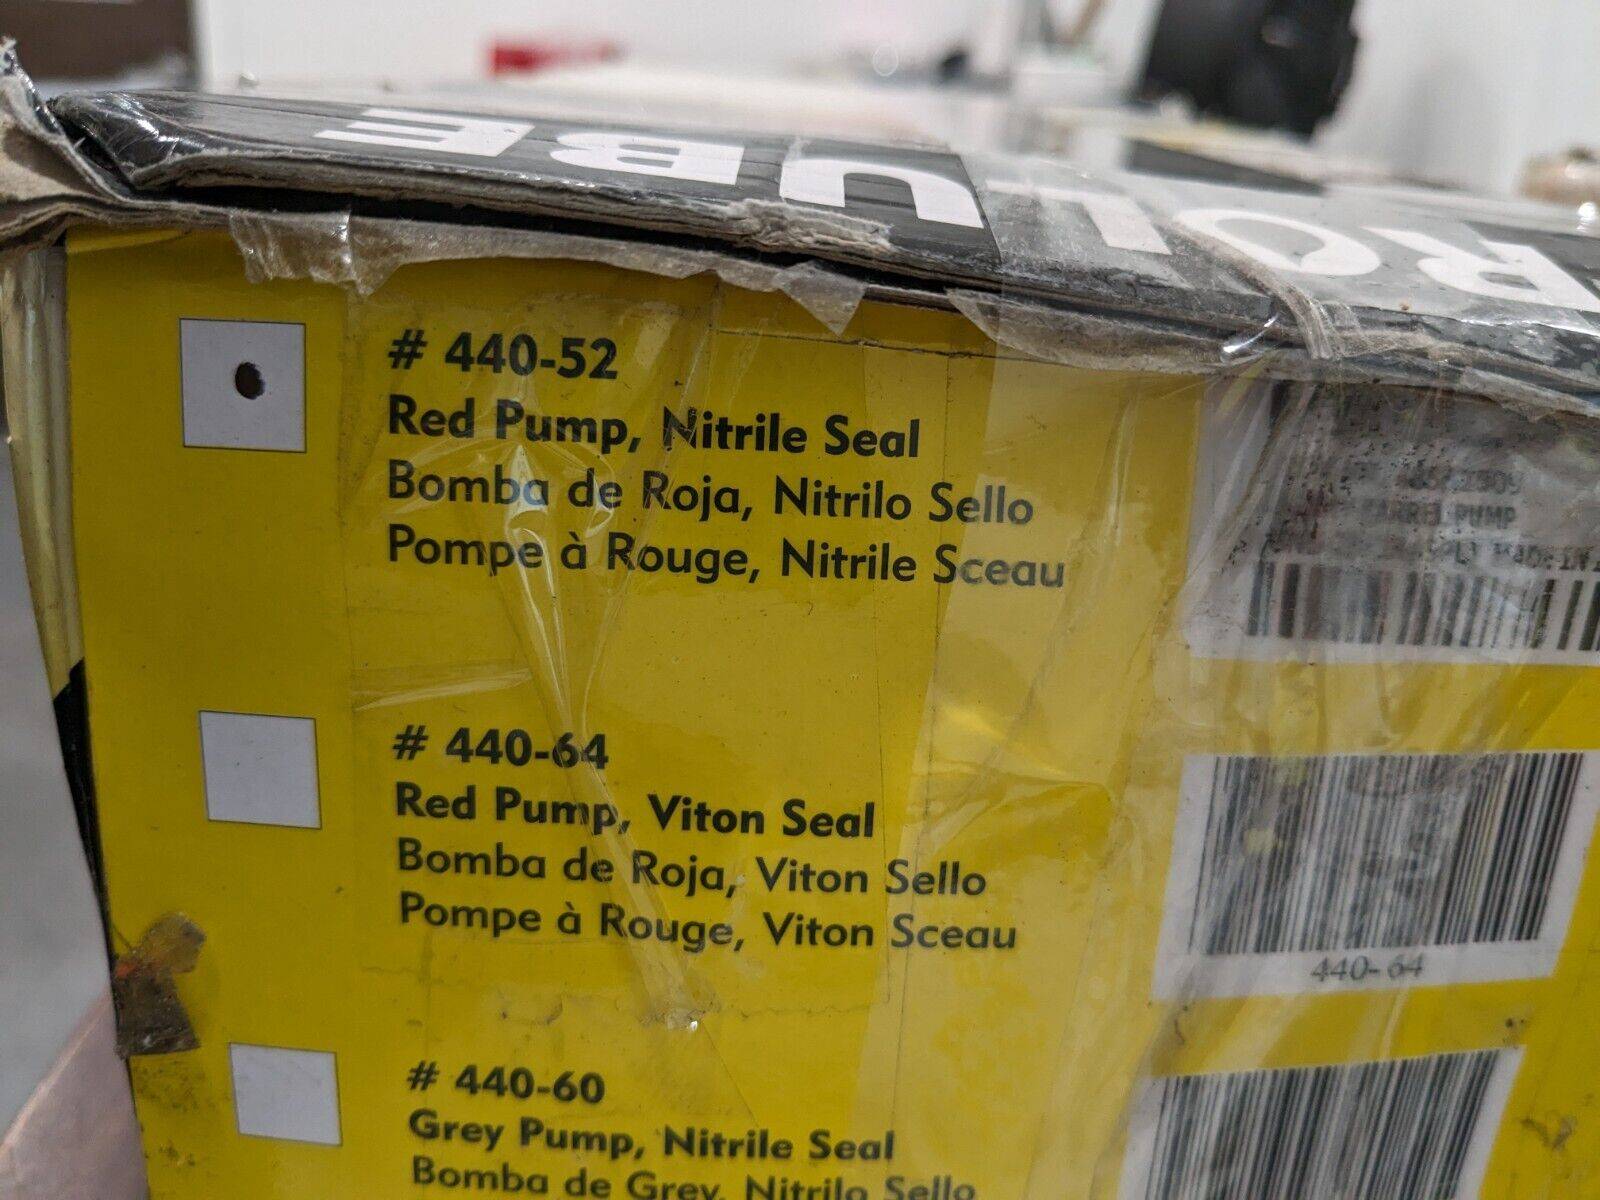 ROLUBE
# 440-52
Red Pump, Nitrile Seal
Bomba de Roja, Nitrilo Sello
Pompe à Rouge, Nitrile Sceau
BARREL PUMP
# 440-64
Red Pump, Viton Seal
Bomba de Roja, Viton Sello
Pompe à Rouge, Viton Sceau
440-64
# 440-60
Grey Pump, Nitrile Seal
Bomba de Grey, Nitrilo Sello